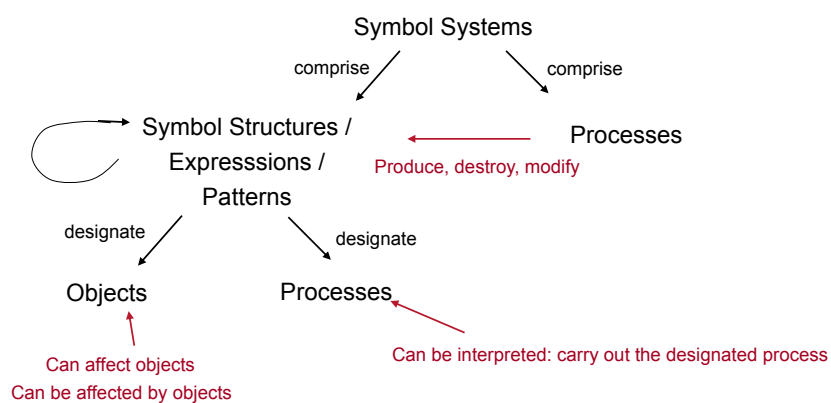 Symbol Systems
comprise
comprise
Symbol Structures /
Expresssions /
Patterns
Processes
Produce, destroy, modify
designate
designate
Objects
Processes
Can affect objects
Can be affected by objects
Can be interpreted: carry out the designated process